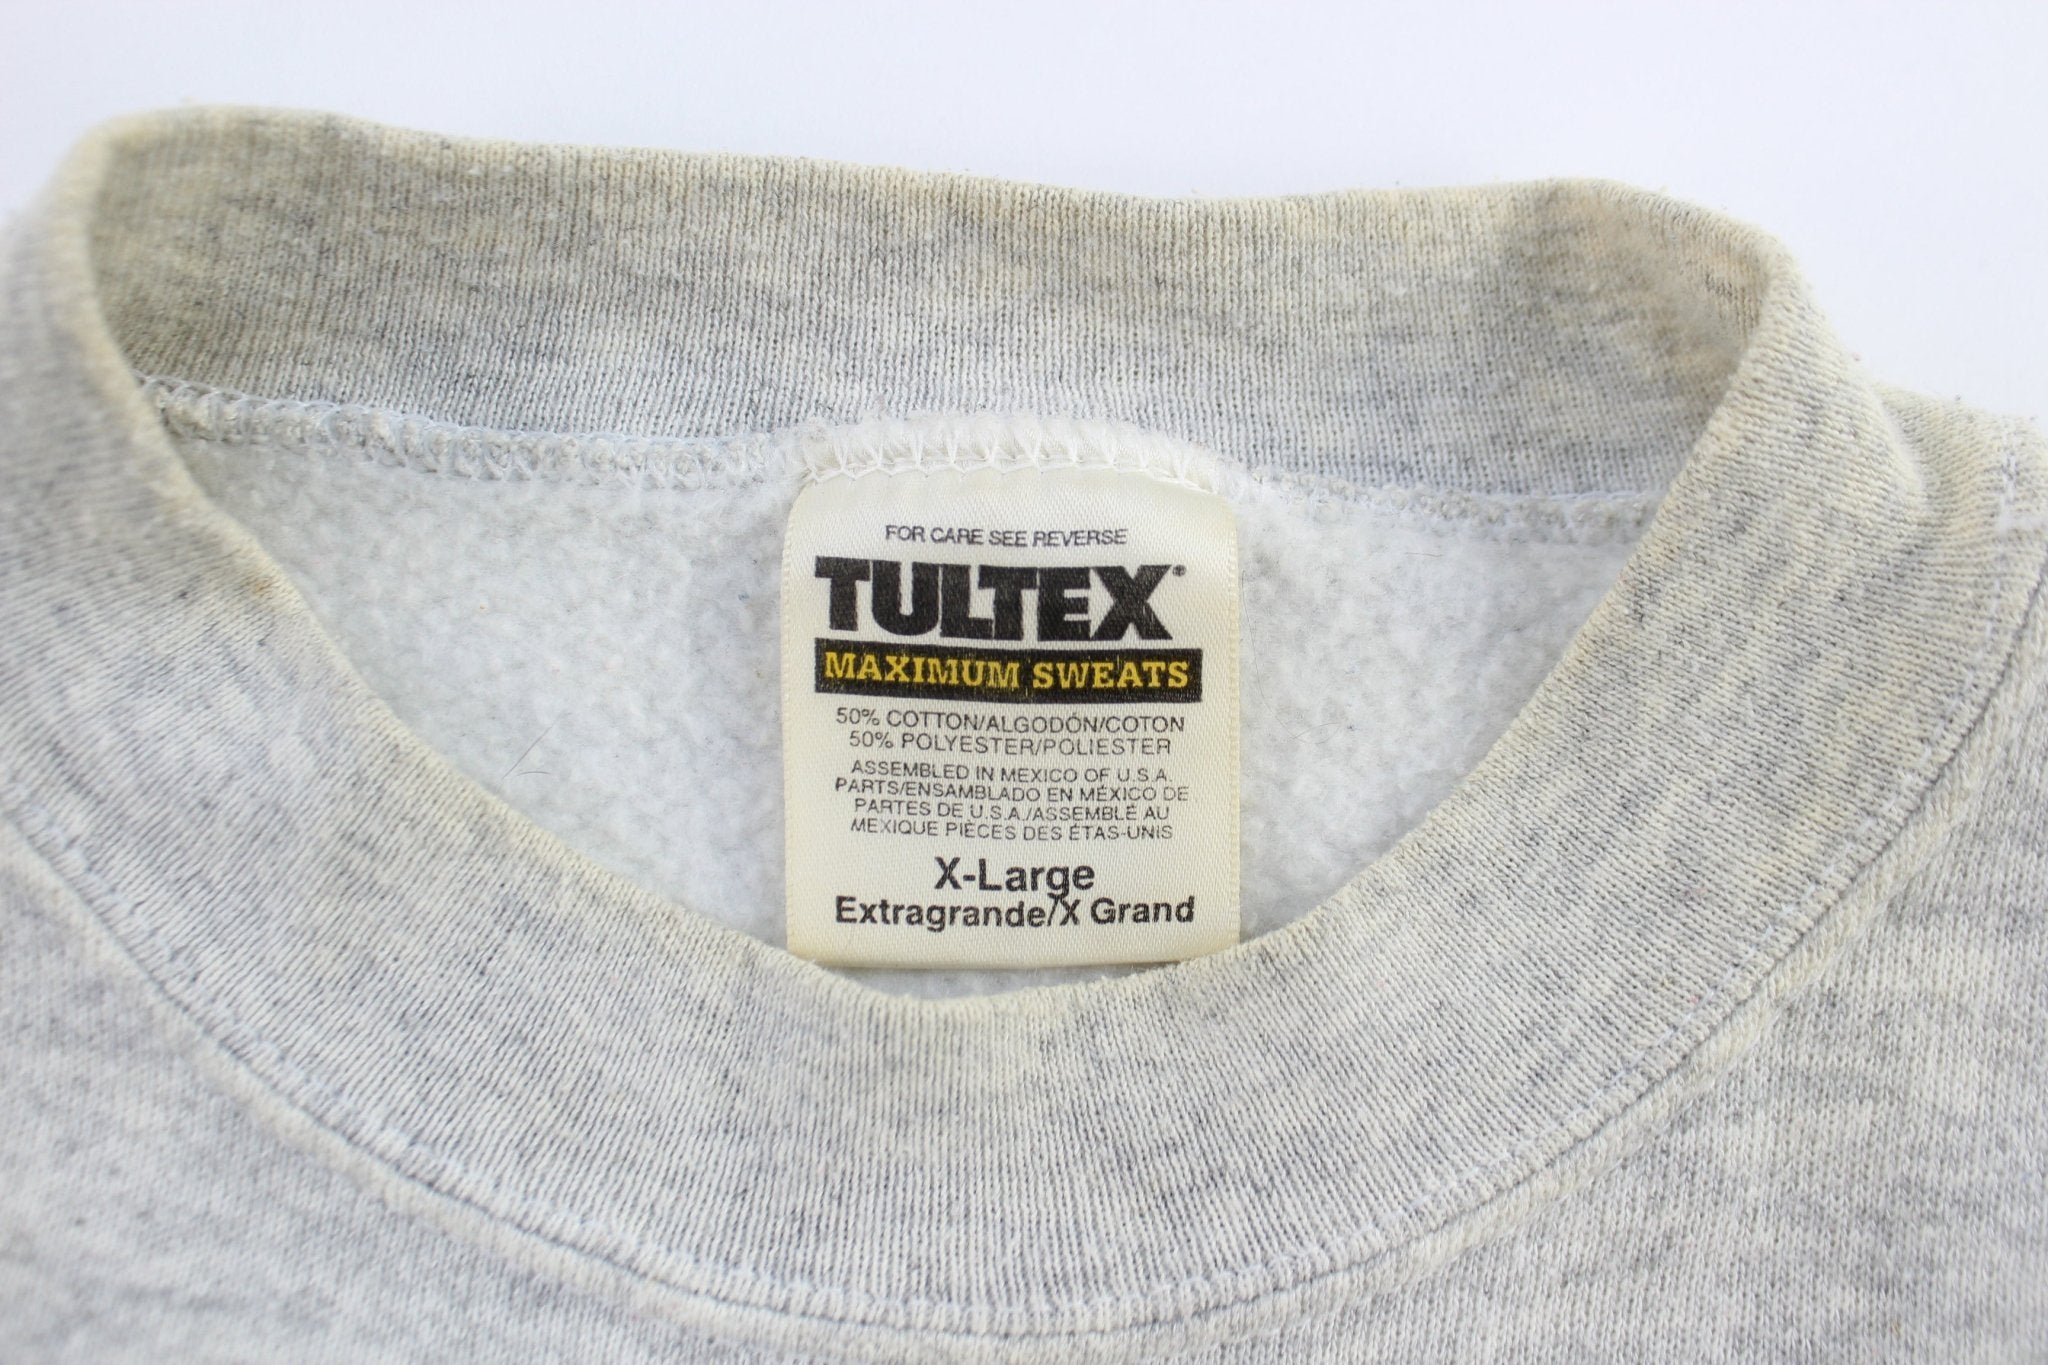 FOR CARE SEE REVERSE
TULTEX®
MAXIMUM SWEATS
50% COTTON/ALGODÓN/COTON
50% POLYESTER/POLIESTER
ASSEMBLED IN MEXICO OF U.S.A.
PARTS/ENSAMBLADO EN MÉXICO DE
PARTES DE U.S.A./ASSEMBLÉ AU
MEXIQUE PIÈCES DES ÉTAS-UNIS
X-Large
Extragrande/X Grand